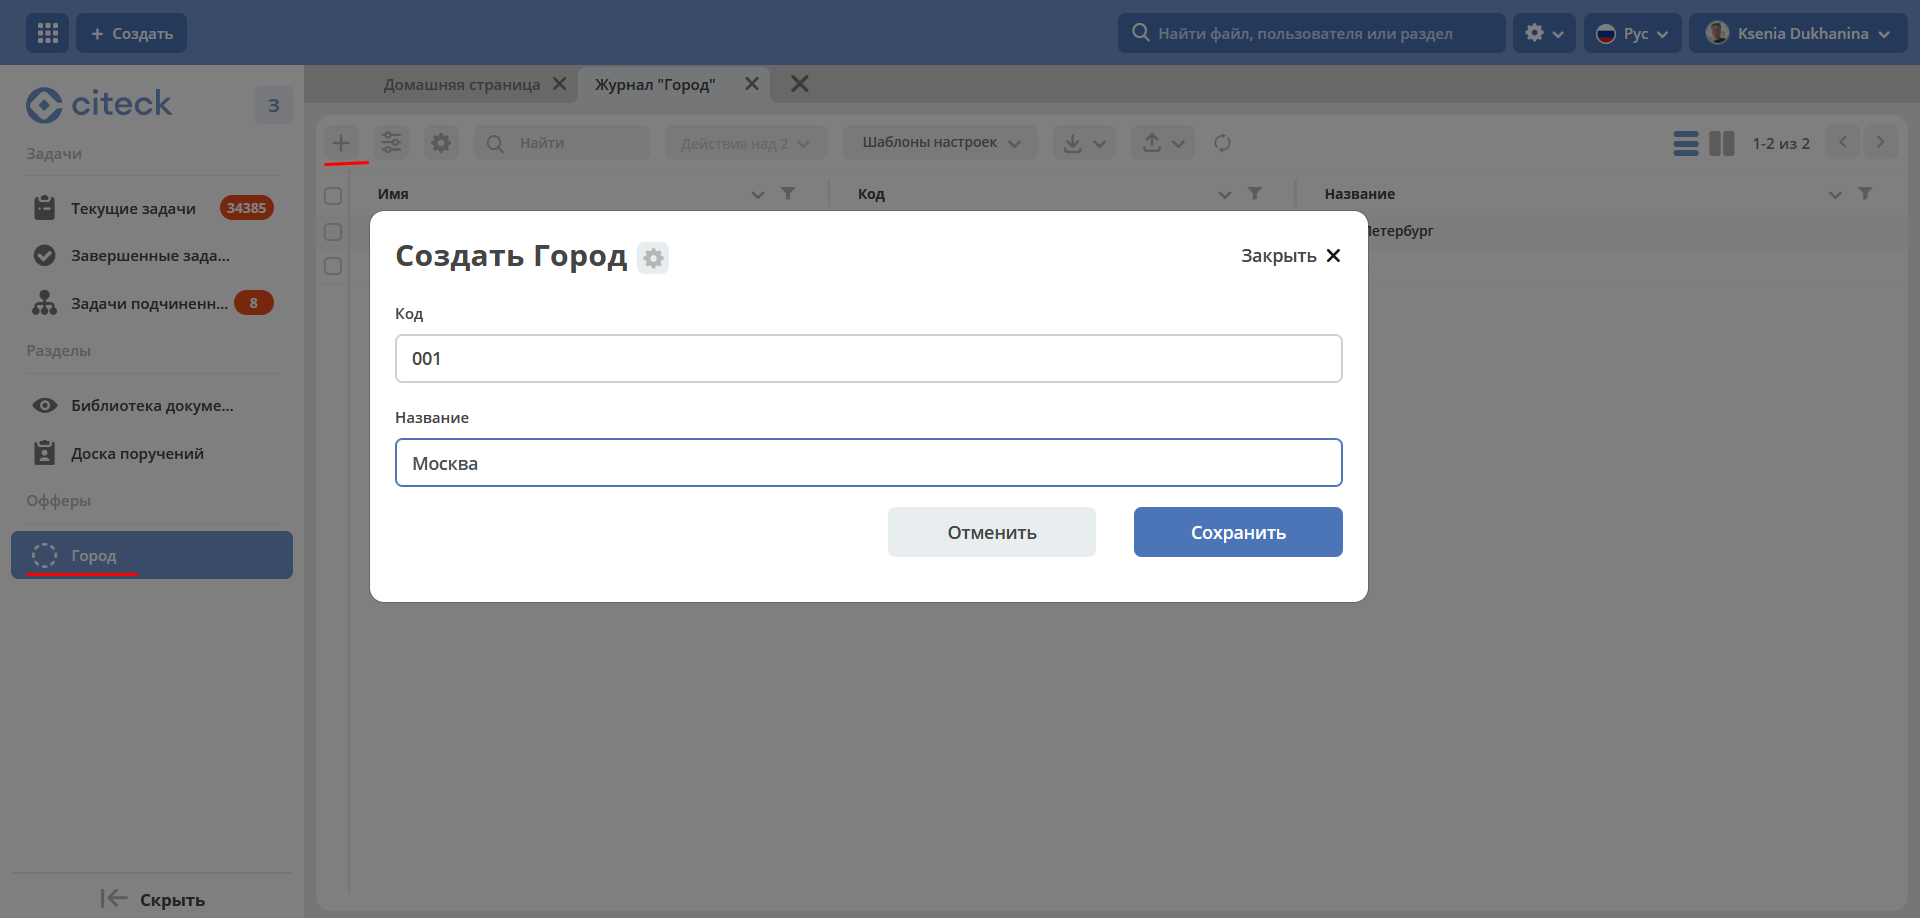 + Создать
Найти файл, пользователя или раздел
Рус
Ksenia Dukhanina
citeck
3
Домашняя страница
Журнал "Город"
Задачи
Текущие задачи 34385
Завершенные зада...
Задачи подчиненн... 8
Разделы
Библиотека докуме...
Доска поручений
Офферы
Город
Скрыть
Найти
Действия над 2
Шаблоны настроек
1-2 из 2
Имя
Код
Название
Петербург
Создать Город
Закрыть
Код
001
Название
Москва
Отменить
Сохранить